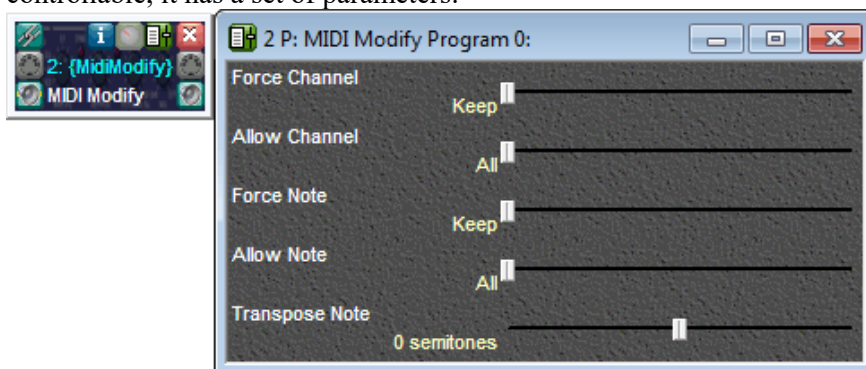 controllable, it has a set of parameters.
2: {MidiModify}
MIDI Modify
2 P: MIDI Modify Program 0:
Force Channel
Keep
Allow Channel
All
Force Note
Keep
Allow Note
All
Transpose Note
0 semitones